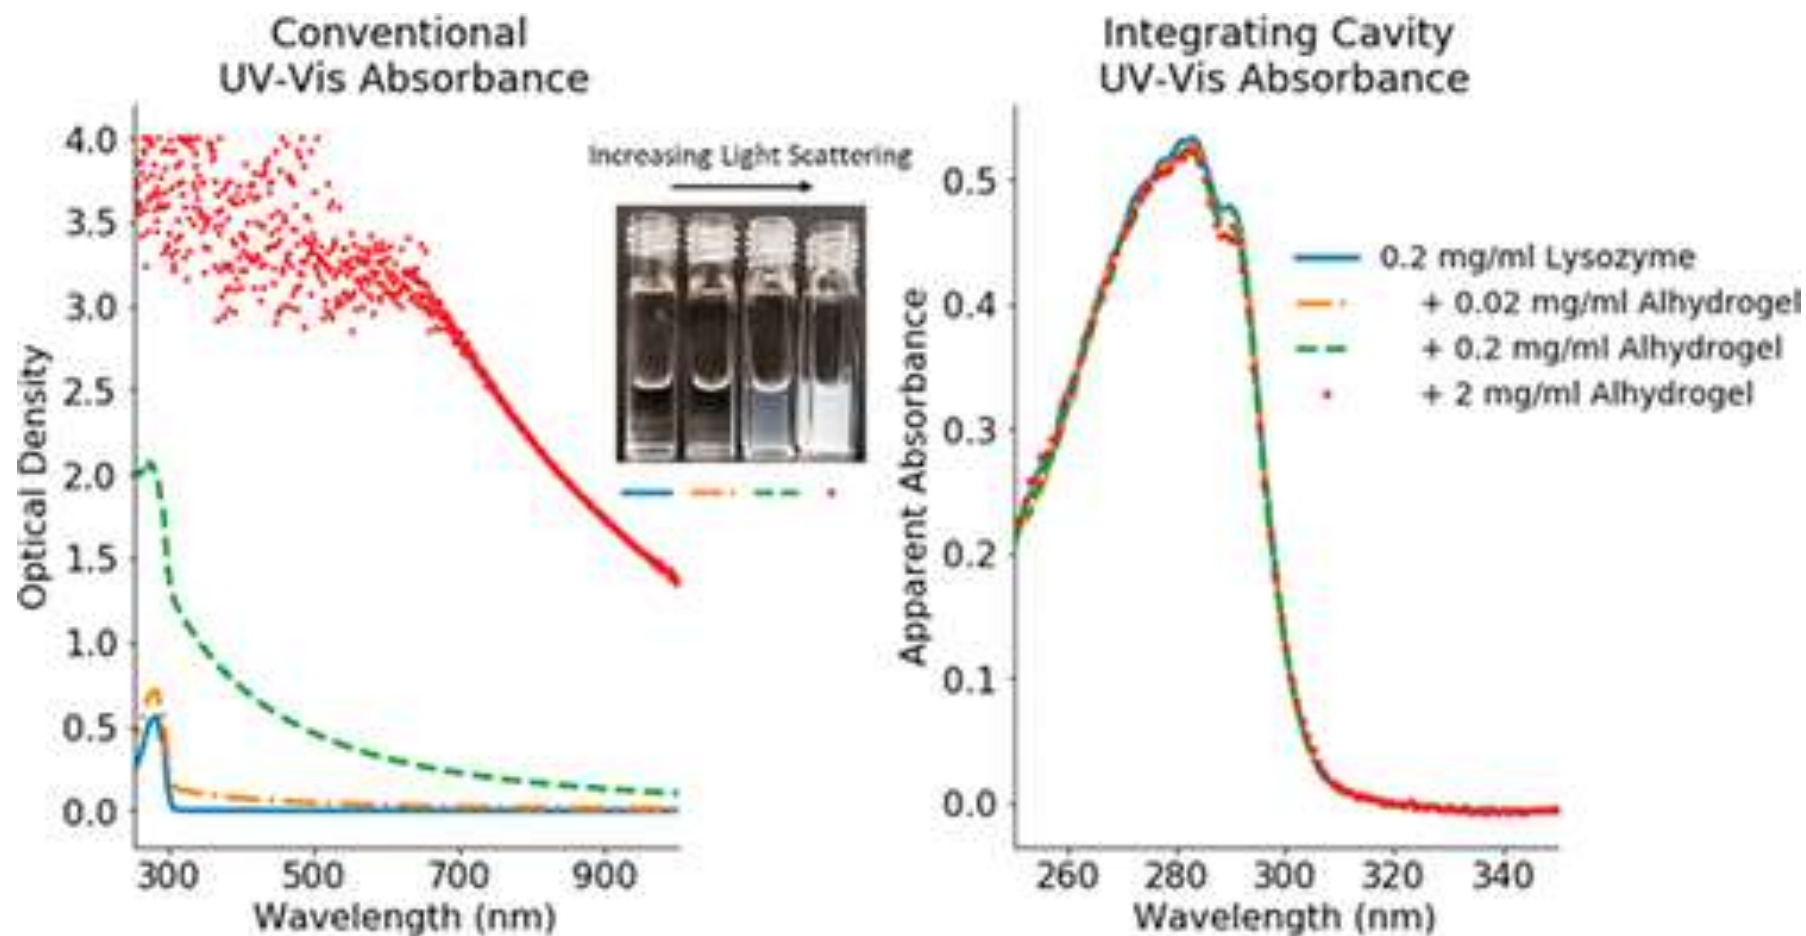 Conventional
UV-Vis Absorbance
Optical Density
4.0
3.5
3.0
2.5
2.0
1.5
1.0
0.5
0.0
300 500 700 900
Wavelength (nm)
Increasing Light Scattering
Integrating Cavity
UV-Vis Absorbance
Apparent Absorbance
0.5
0.4
0.3
0.2
0.1
0.0
260 280 300 320 340
Wavelength (nm)
0.2 mg/ml Lysozyme
+ 0.02 mg/ml Alhydrogel
+ 0.2 mg/ml Alhydrogel
+ 2 mg/ml Alhydrogel